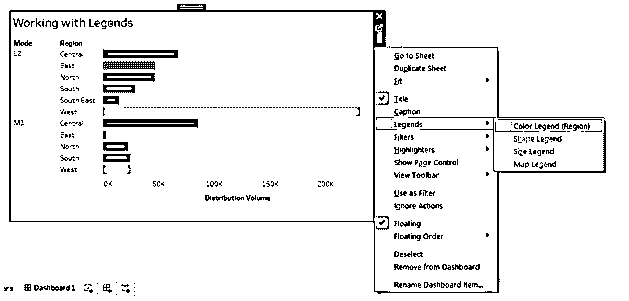 Working with Legends
Mode Region
L2 Central
East
North
South
South East
West
M1 Central
East
North
South
West
0K 50K 100K 150K 200K
Distribution Volume
Go to Sheet
Duplicate Sheet
Fit
Title
Caption
Legends
Filters
Highlighters
Show Page Control
View Toolbar
Use as Filter
Ignore Actions
Floating
Floating Order
Deselect
Remove from Dashboard
Rename Dashboard Item...
Color Legend (Region)
Shape Legend
Size Legend
Map Legend
Dashboard 1